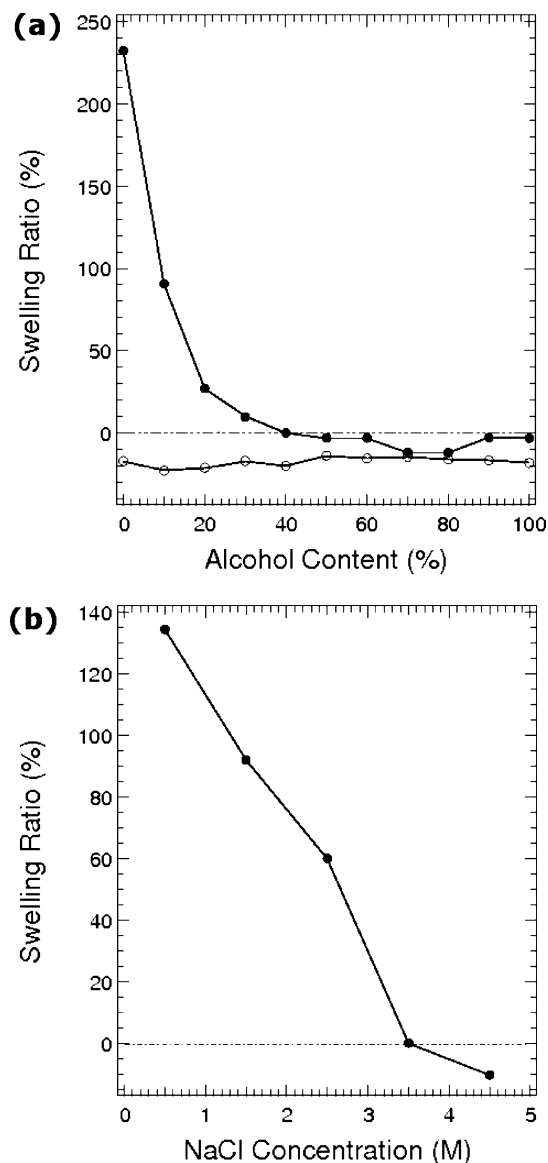 (a)
250
200
150
100
50
0
Swelling Ratio (%)
0 20 40 60 80 100
Alcohol Content (%)
(b)
140
120
100
80
60
40
20
0
Swelling Ratio (%)
0 1 2 3 4 5
NaCl Concentration (M)